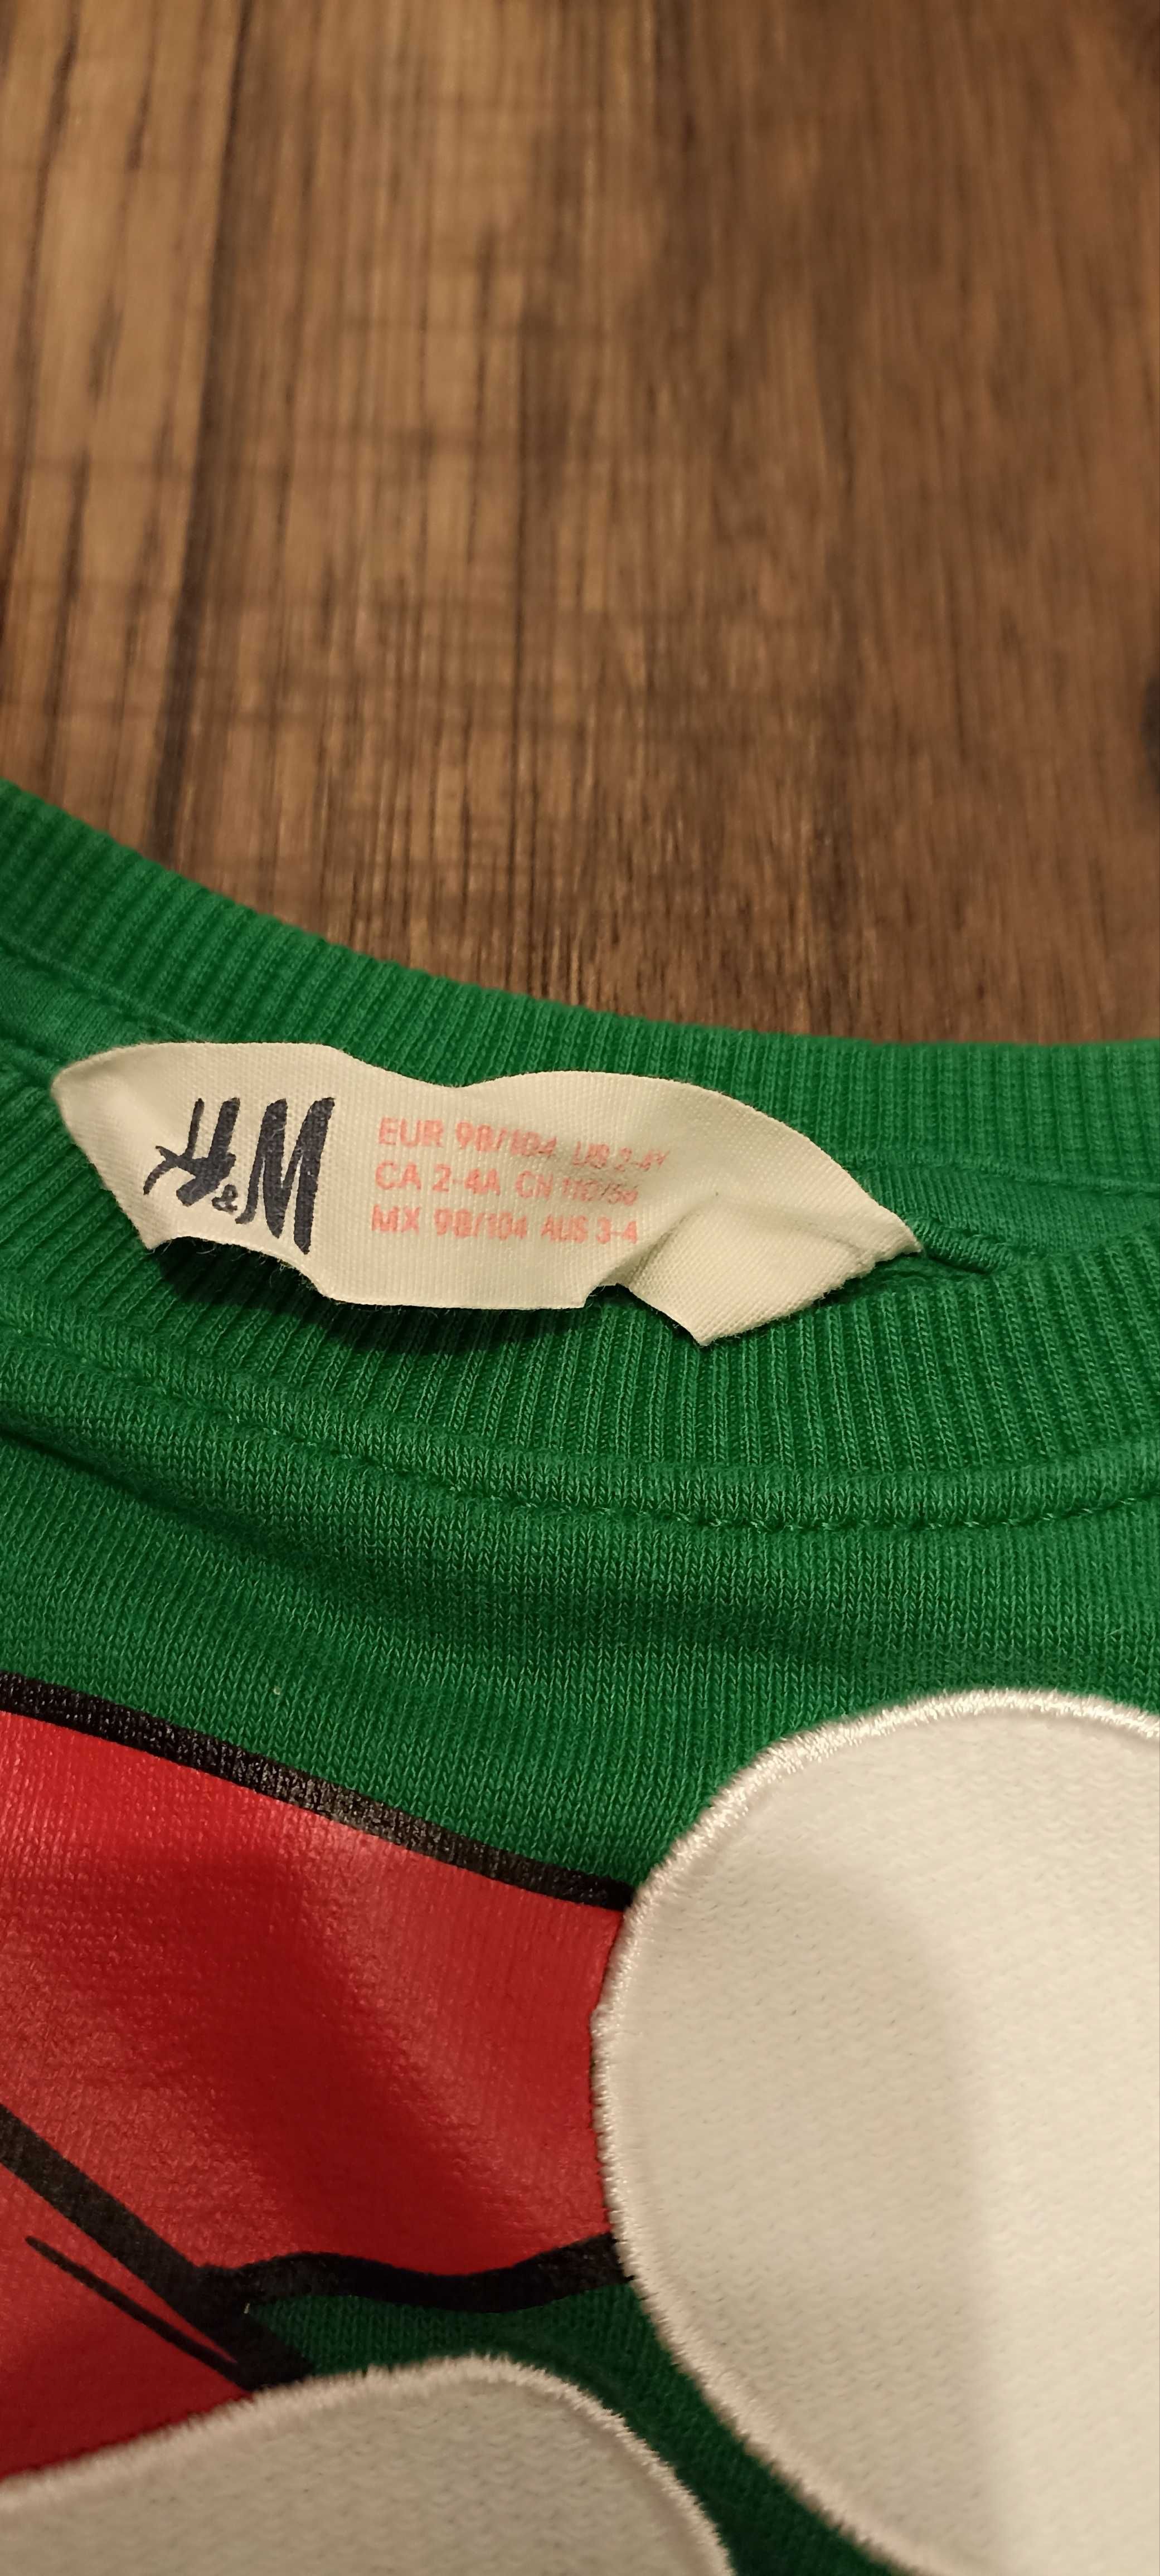 H&M
EUR 98/104 US 2-4Y
CA 2-4A CN 110/56
MX 98/104 AUS 3-4